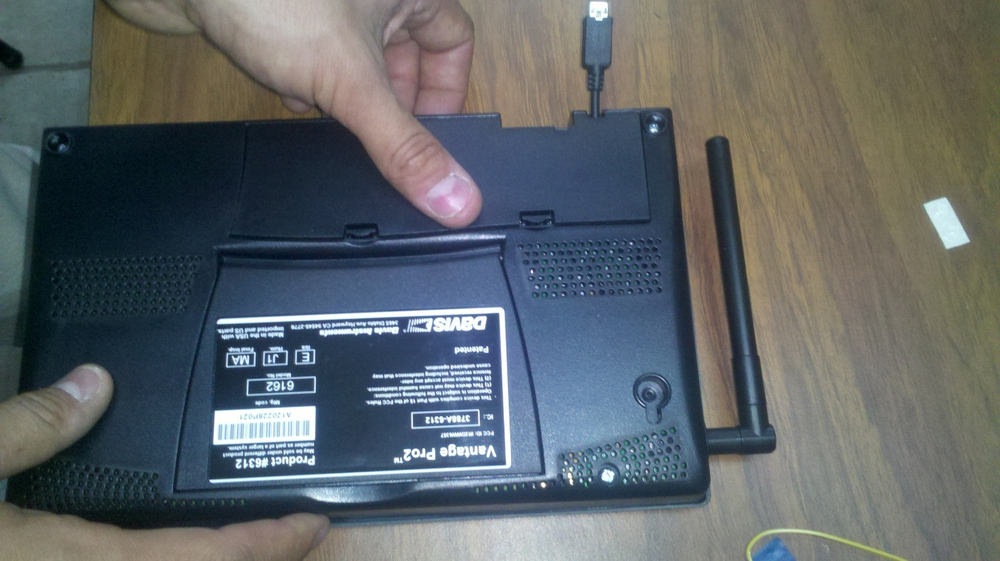 Vantage Pro2™
FCC ID: IR2DWW6357
IC:: 3788A-6312
This device complies with Part 15 of the FCC Rules.
Operation is subject to the following conditions:
(1) This device may not cause harmful interference.
(2) This device must accept any inter-
ference received, including interference that may
cause undesired operation.
Patented
DAVIS
Davis Instruments®
3465 Diablo Ave.Hayward CA 94545-2778
Product #6312
May be sold under different product
number as part of a larger system.
A120228P021
Mfg. code
6162
Model No.
E
J1
MA
ISS
Hum.
Final Insp.
Made in the USA with
imported and US parts.